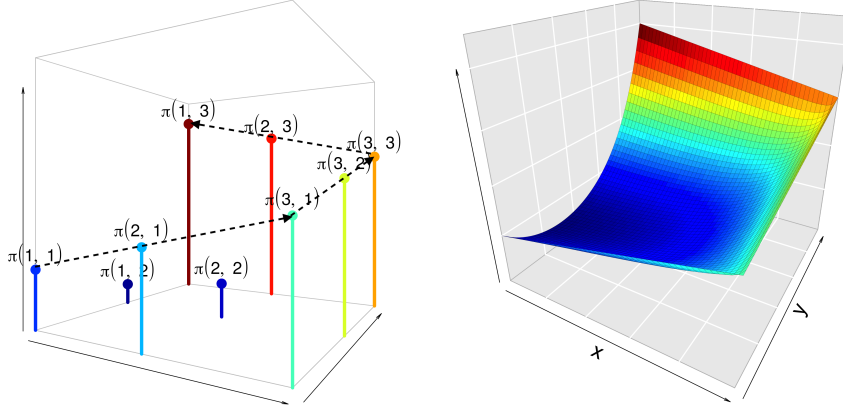 π(1, 3)
π(2, 3)
π(3, 3)
π(3, 2)
π(3, 1)
π(2, 1)
π(1, 1)
π(1, 2)
π(2, 2)
x
y